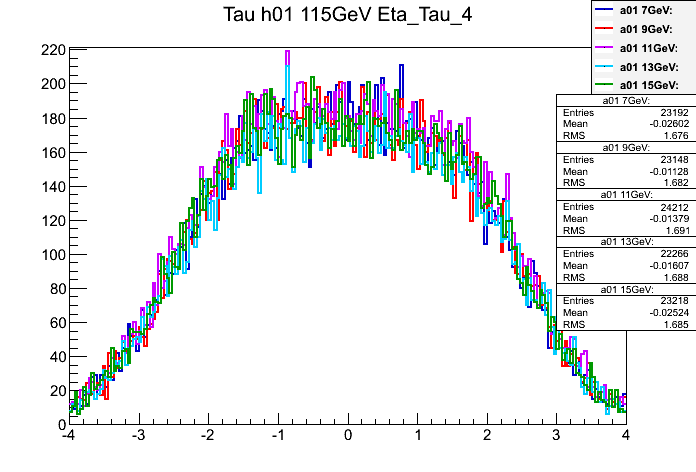 Tau h01 115GeV Eta_Tau_4
a01 7GeV:
a01 9GeV:
a01 11GeV:
a01 13GeV:
a01 15GeV:
a01 7GeV:
Entries 23192
Mean -0.02602
RMS 1.676
a01 9GeV:
Entries 23148
Mean -0.01128
RMS 1.682
a01 11GeV:
Entries 24212
Mean -0.01379
RMS 1.691
a01 13GeV:
Entries 22266
Mean -0.01607
RMS 1.688
a01 15GeV:
Entries 23218
Mean -0.02524
RMS 1.685
220
200
180
160
140
120
100
80
60
40
20
0
-4 -3 -2 -1 0 1 2 3 4